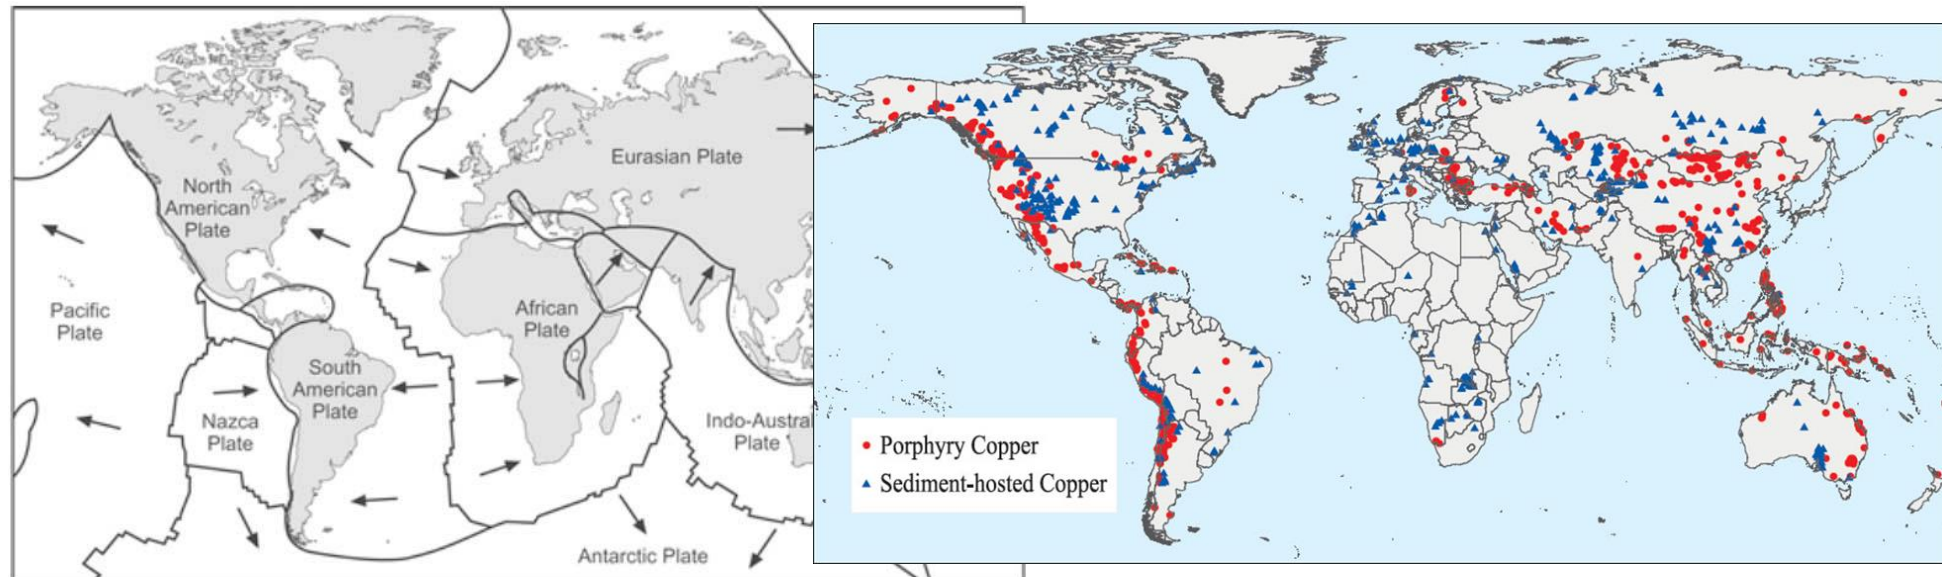 Eurasian Plate
North
American
Plate
African
Plate
Pacific
Plate
South
American
Plate
Nazca
Plate
Indo-Austral
Plate
Antarctic Plate
Porphyry Copper
Sediment-hosted Copper